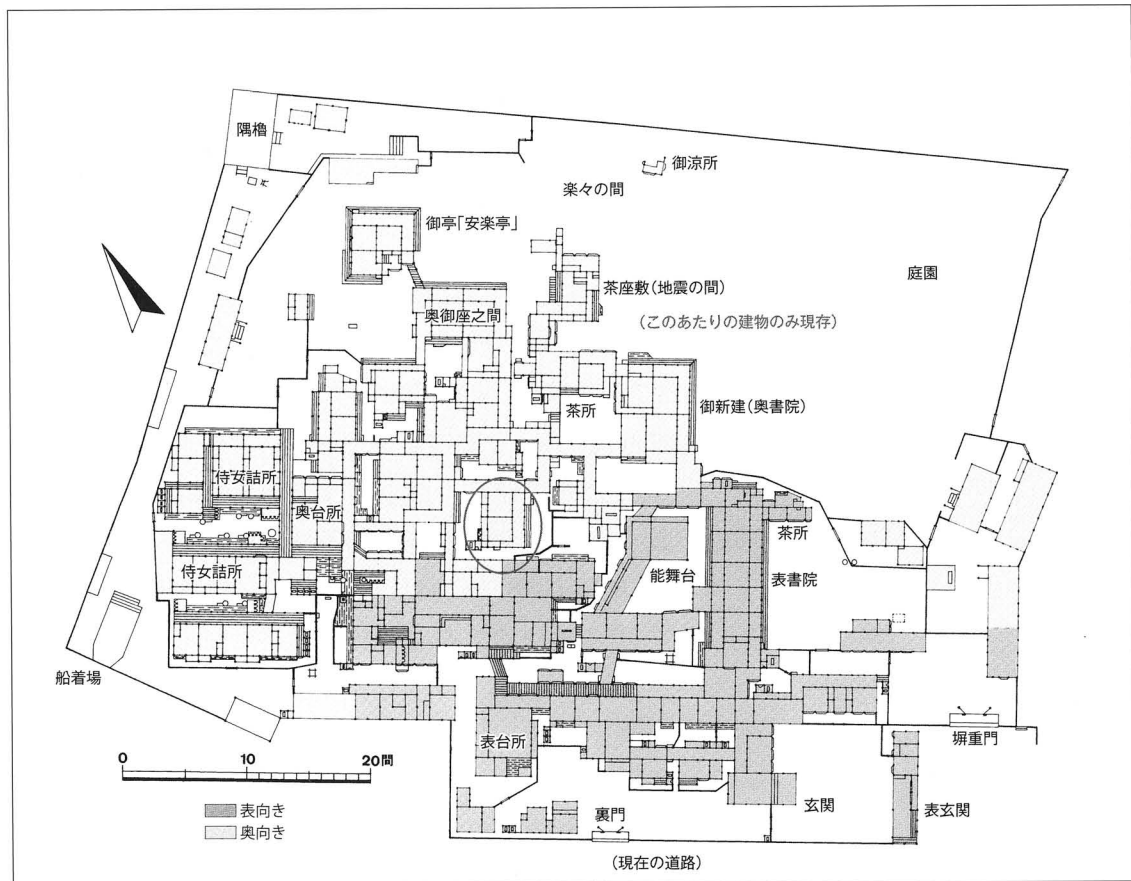 隅櫓
御涼所
楽々の間
御亭「安楽亭」
庭園
茶座敷(地震の間)
(このあたりの建物のみ現存)
奥御座之間
茶所
御新建(奥書院)
侍女詰所
奥台所
茶所
侍女詰所
能舞台
表書院
船着場
塀重門
表台所
0 20間
表向き
奥向き
裏門
玄関
表玄関
(現在の道路)